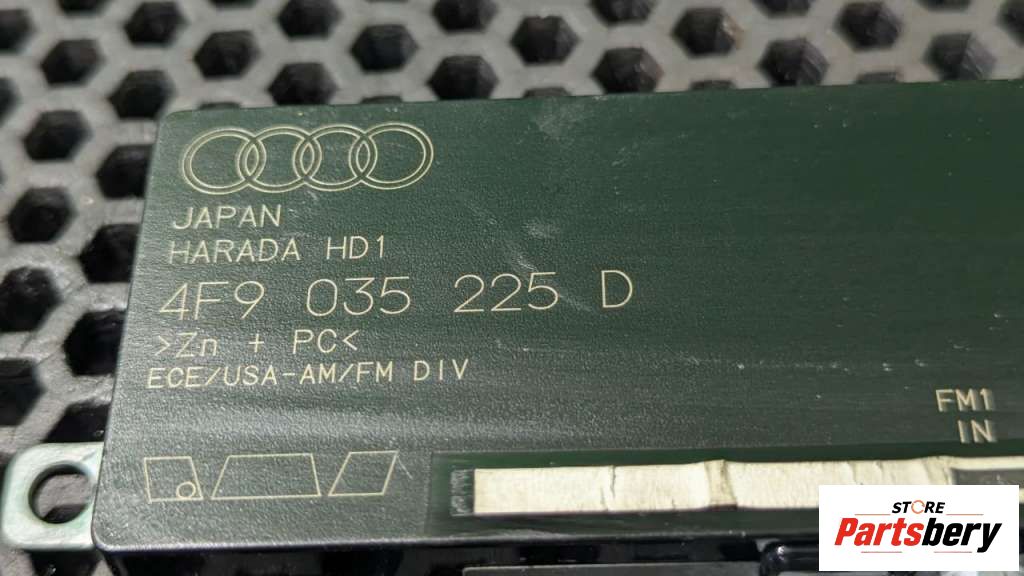 JAPAN
HARADA HD1
4F9 035 225 D
>Zn + PC<
ECE/USA-AM/FM DIV
FM1
IN
STORE
Partsbery